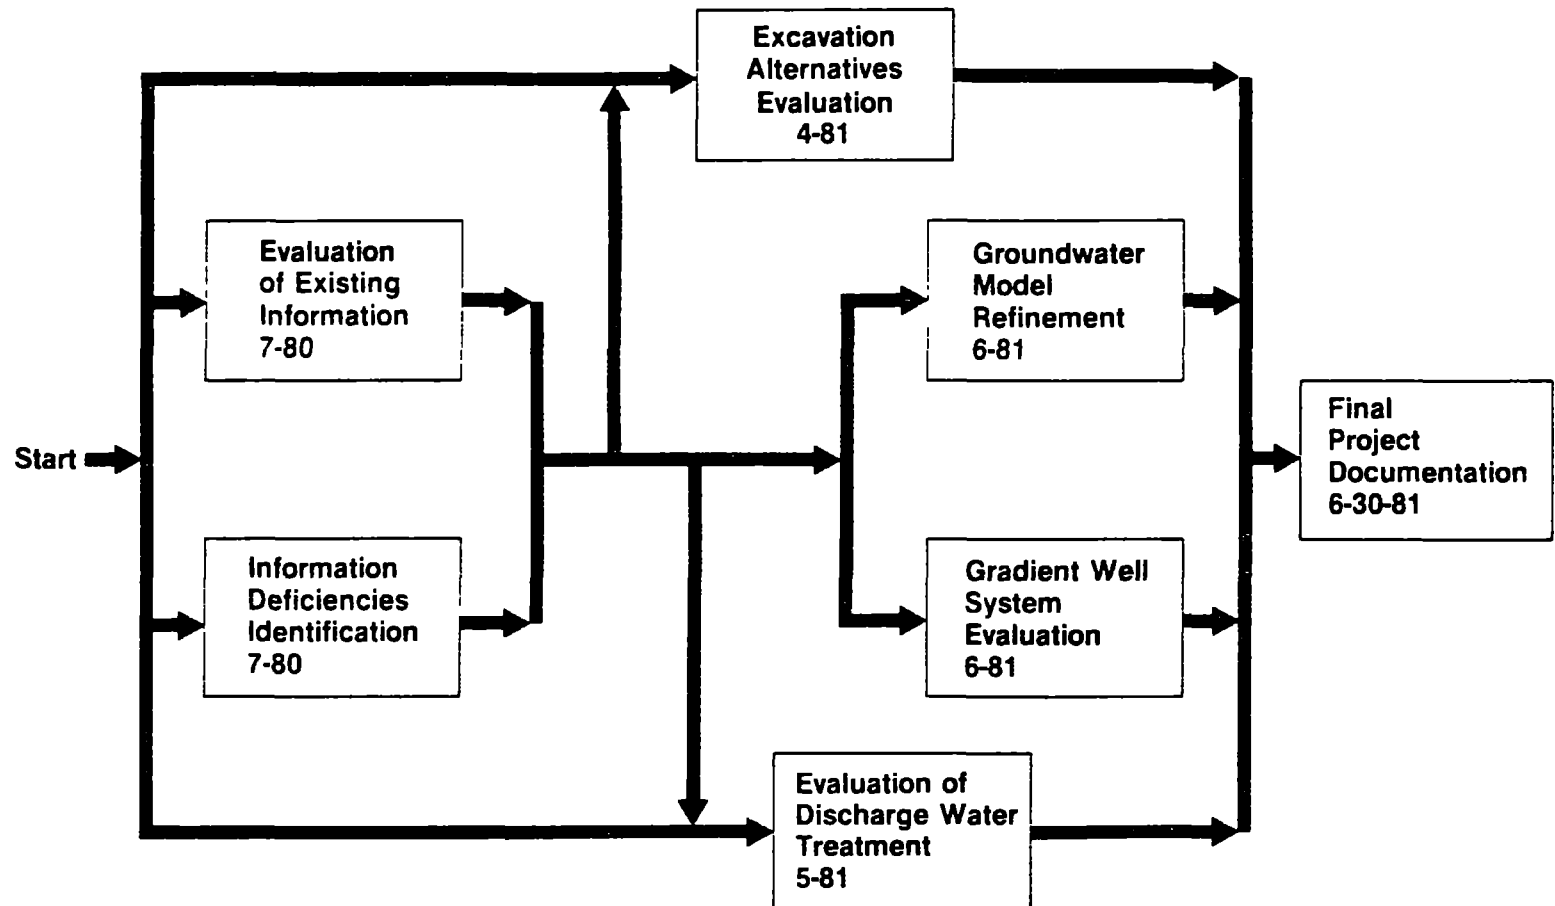 Excavation
Alternatives
Evaluation
4-81
Evaluation
of Existing
Information
7-80
Groundwater
Model
Refinement
6-81
Start
Final
Project
Documentation
6-30-81
Information
Deficiencies
Identification
7-80
Gradient Well
System
Evaluation
6-81
Evaluation of
Discharge Water
Treatment
5-81